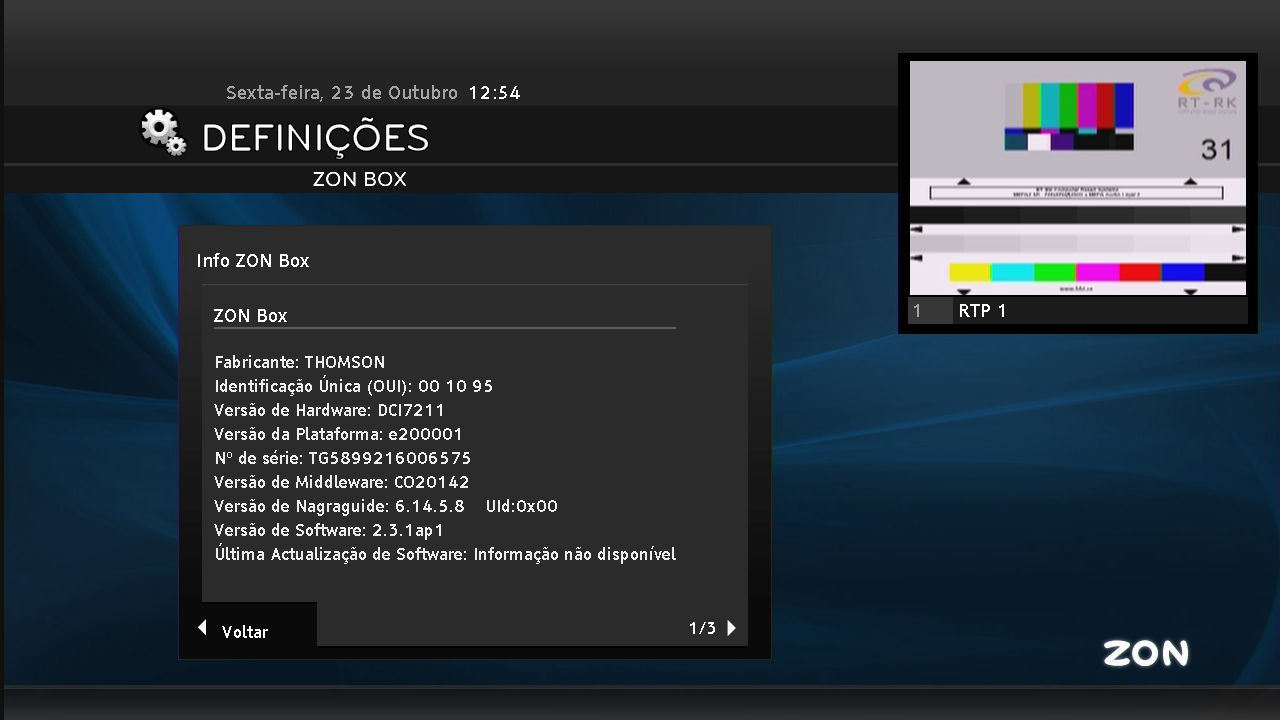 Sexta-feira, 23 de Outubro 12:54
DEFINIÇÕES
ZON BOX
RT-RK
31
1 RTP 1
Info ZON Box
ZON Box
Fabricante: THOMSON
Identificação Única (OUI): 00 10 95
Versão de Hardware: DCI7211
Versão da Plataforma: e200001
Nº de série: TG5899216006575
Versão de Middleware: CO20142
Versão de Nagraguide: 6.14.5.8 UId:0x00
Versão de Software: 2.3.1ap1
Última Actualização de Software: Informação não disponível
Voltar
1/3
ZON